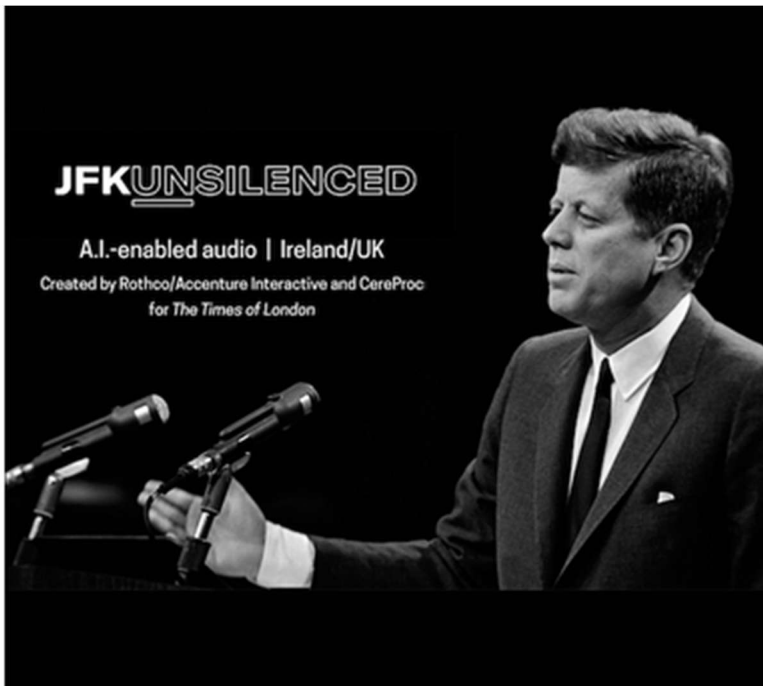 JFKUNSILENCED
A.I.-enabled audio | Ireland/UK
Created by Rothco/Accenture Interactive and CereProc
for The Times of London